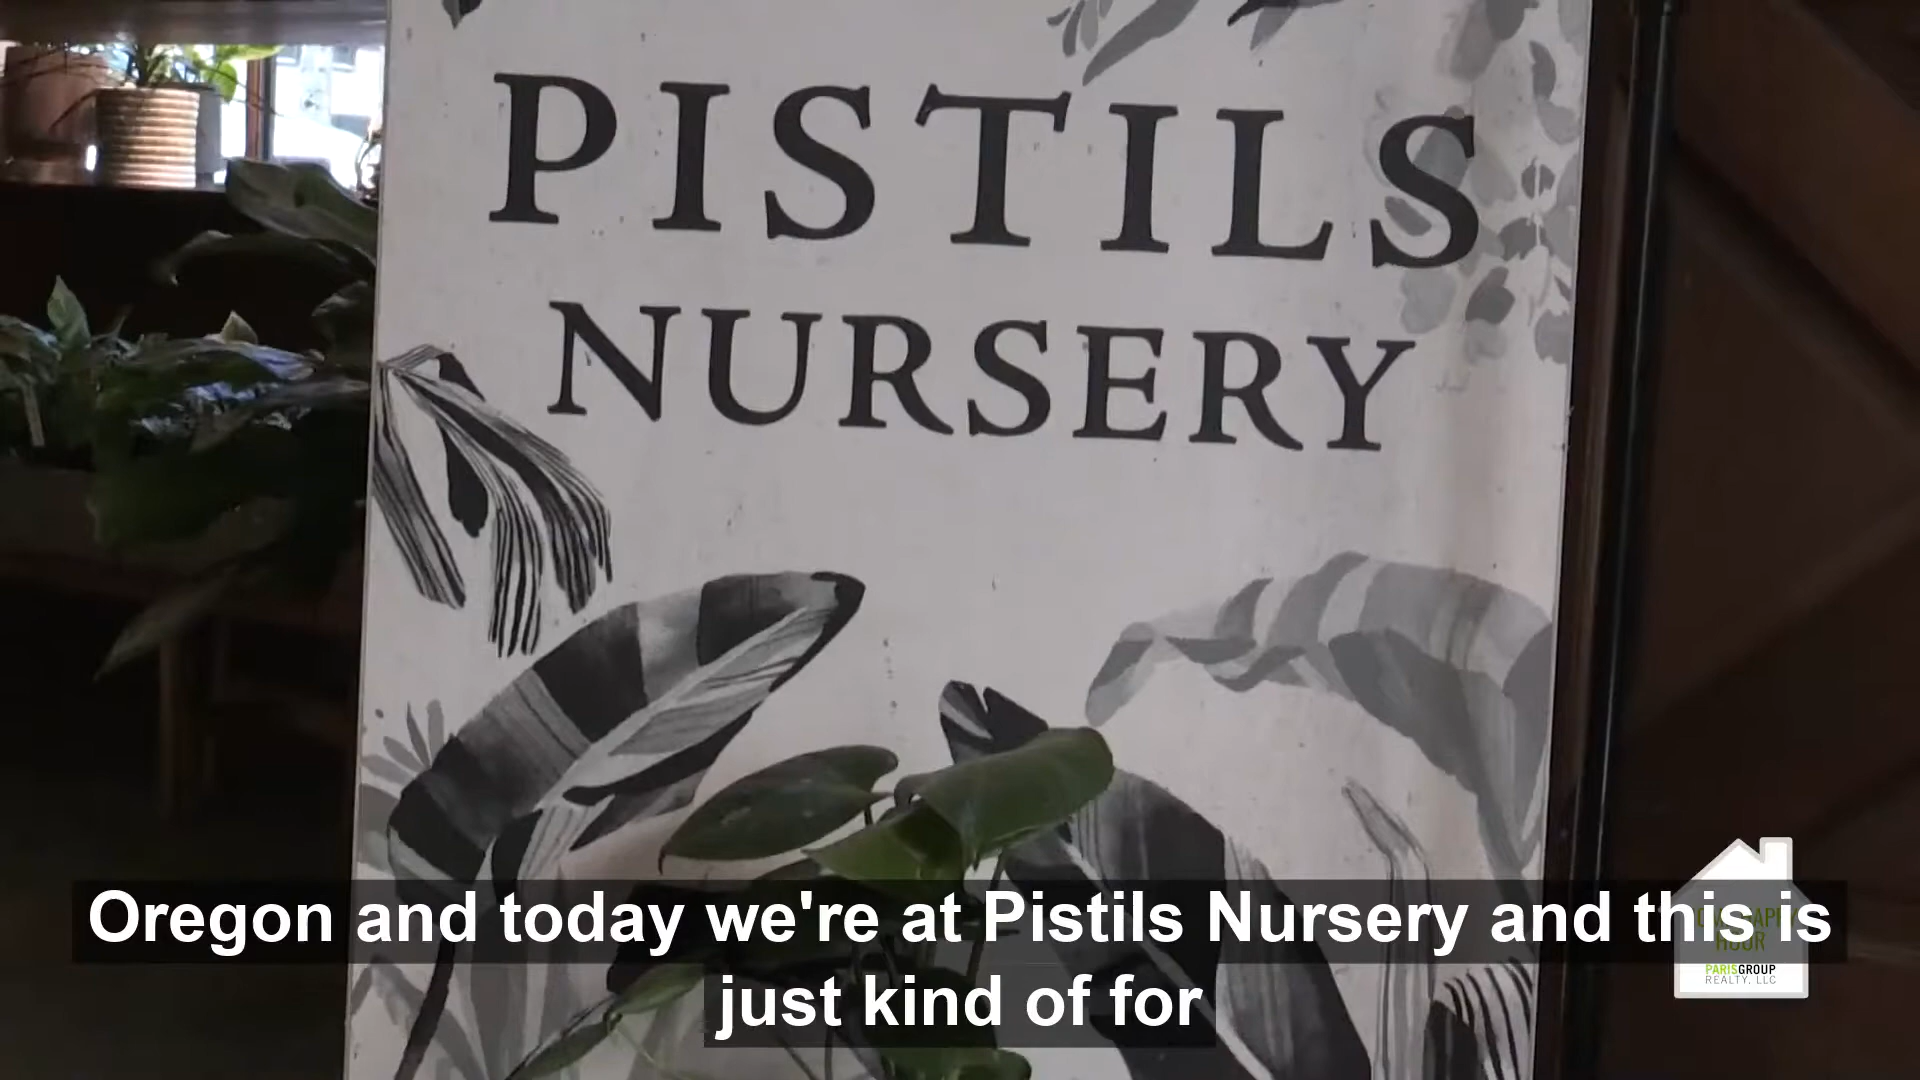 PISTILS
NURSERY
Oregon and today we're at Pistils Nursery and this is
just kind of for
HOUR
PARISGROUP
REALTY, LLC